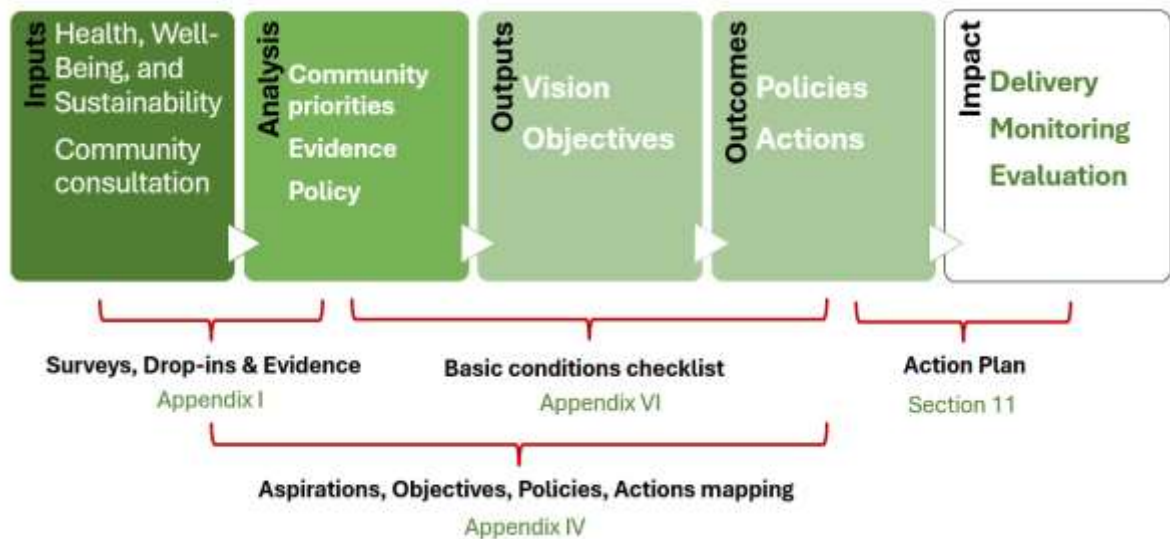 Inputs
Health, Well-
Being, and
Sustainability
Community
consultation
Analysis
Community
priorities
Evidence
Policy
Outputs
Vision
Objectives
Outcomes
Policies
Actions
Impact
Delivery
Monitoring
Evaluation
Surveys, Drop-ins & Evidence
Appendix I
Basic conditions checklist
Appendix VI
Action Plan
Section 11
Aspirations, Objectives, Policies, Actions mapping
Appendix IV